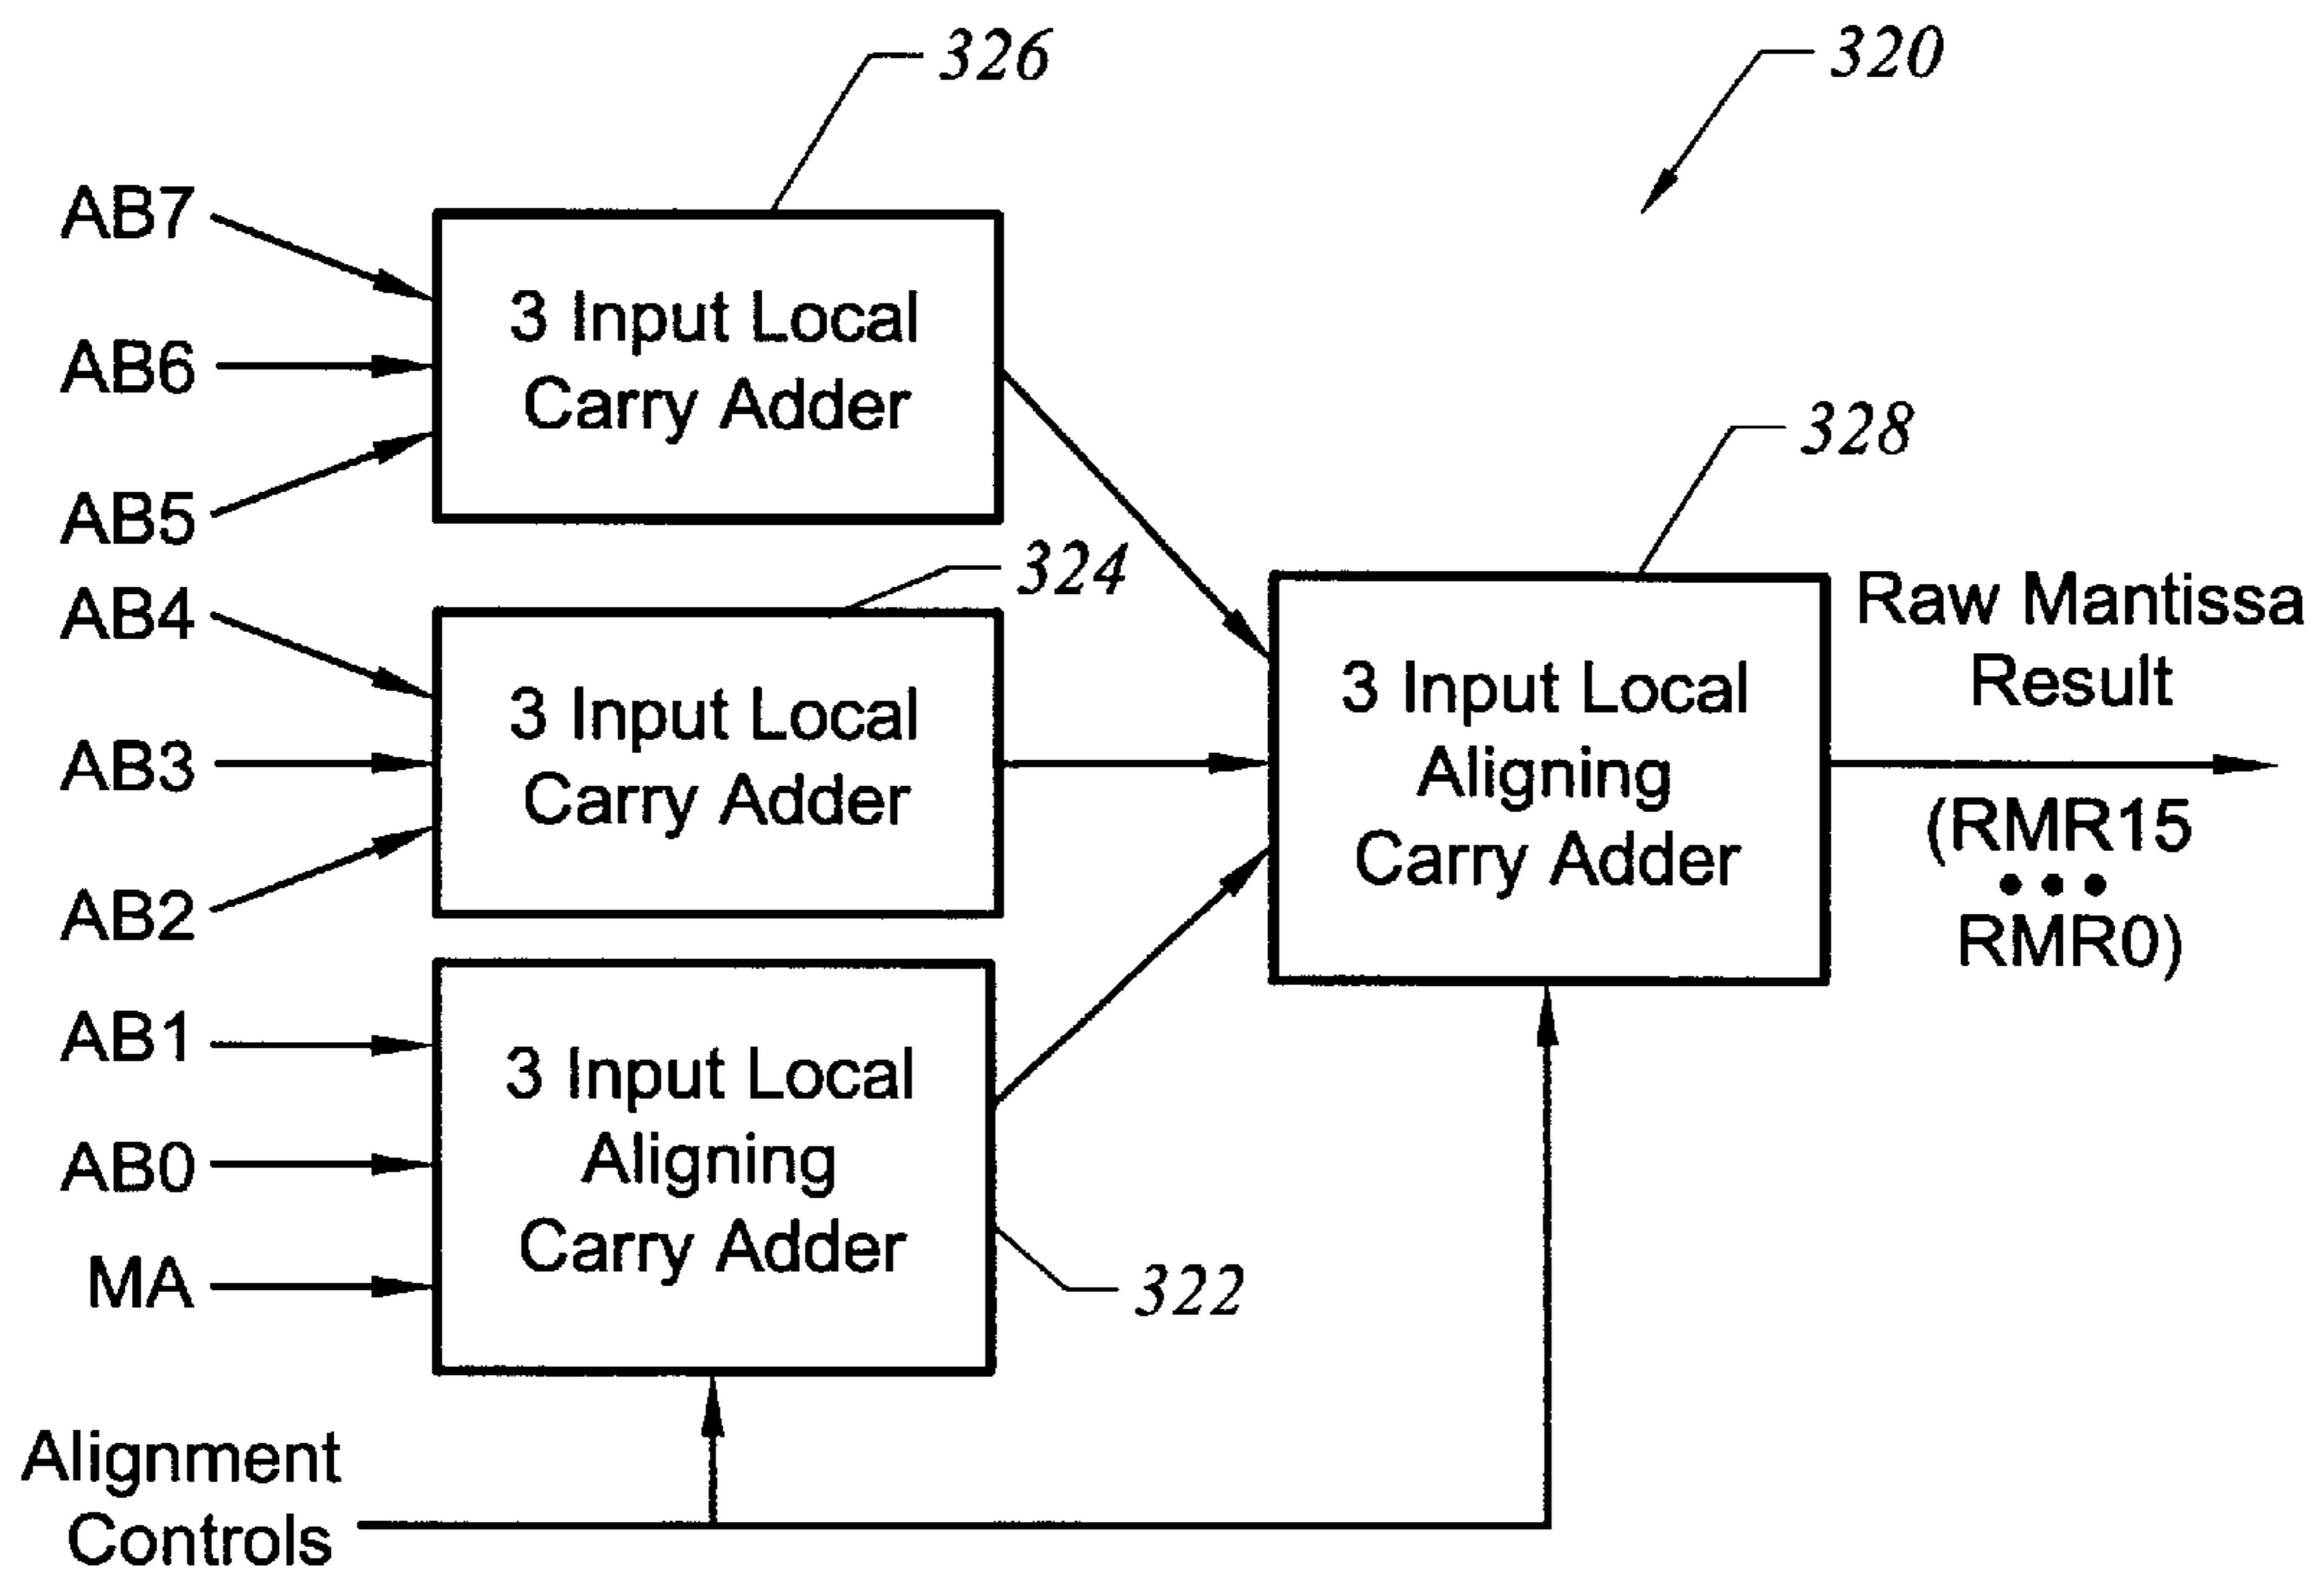 326
320
AB7
AB6
AB5
3 Input Local
Carry Adder
328
324
AB4
AB3
AB2
3 Input Local
Carry Adder
3 Input Local
Aligning
Carry Adder
Raw Mantissa
Result
(RMR15
•••
RMR0)
AB1
AB0
MA
3 Input Local
Aligning
Carry Adder
322
Alignment
Controls